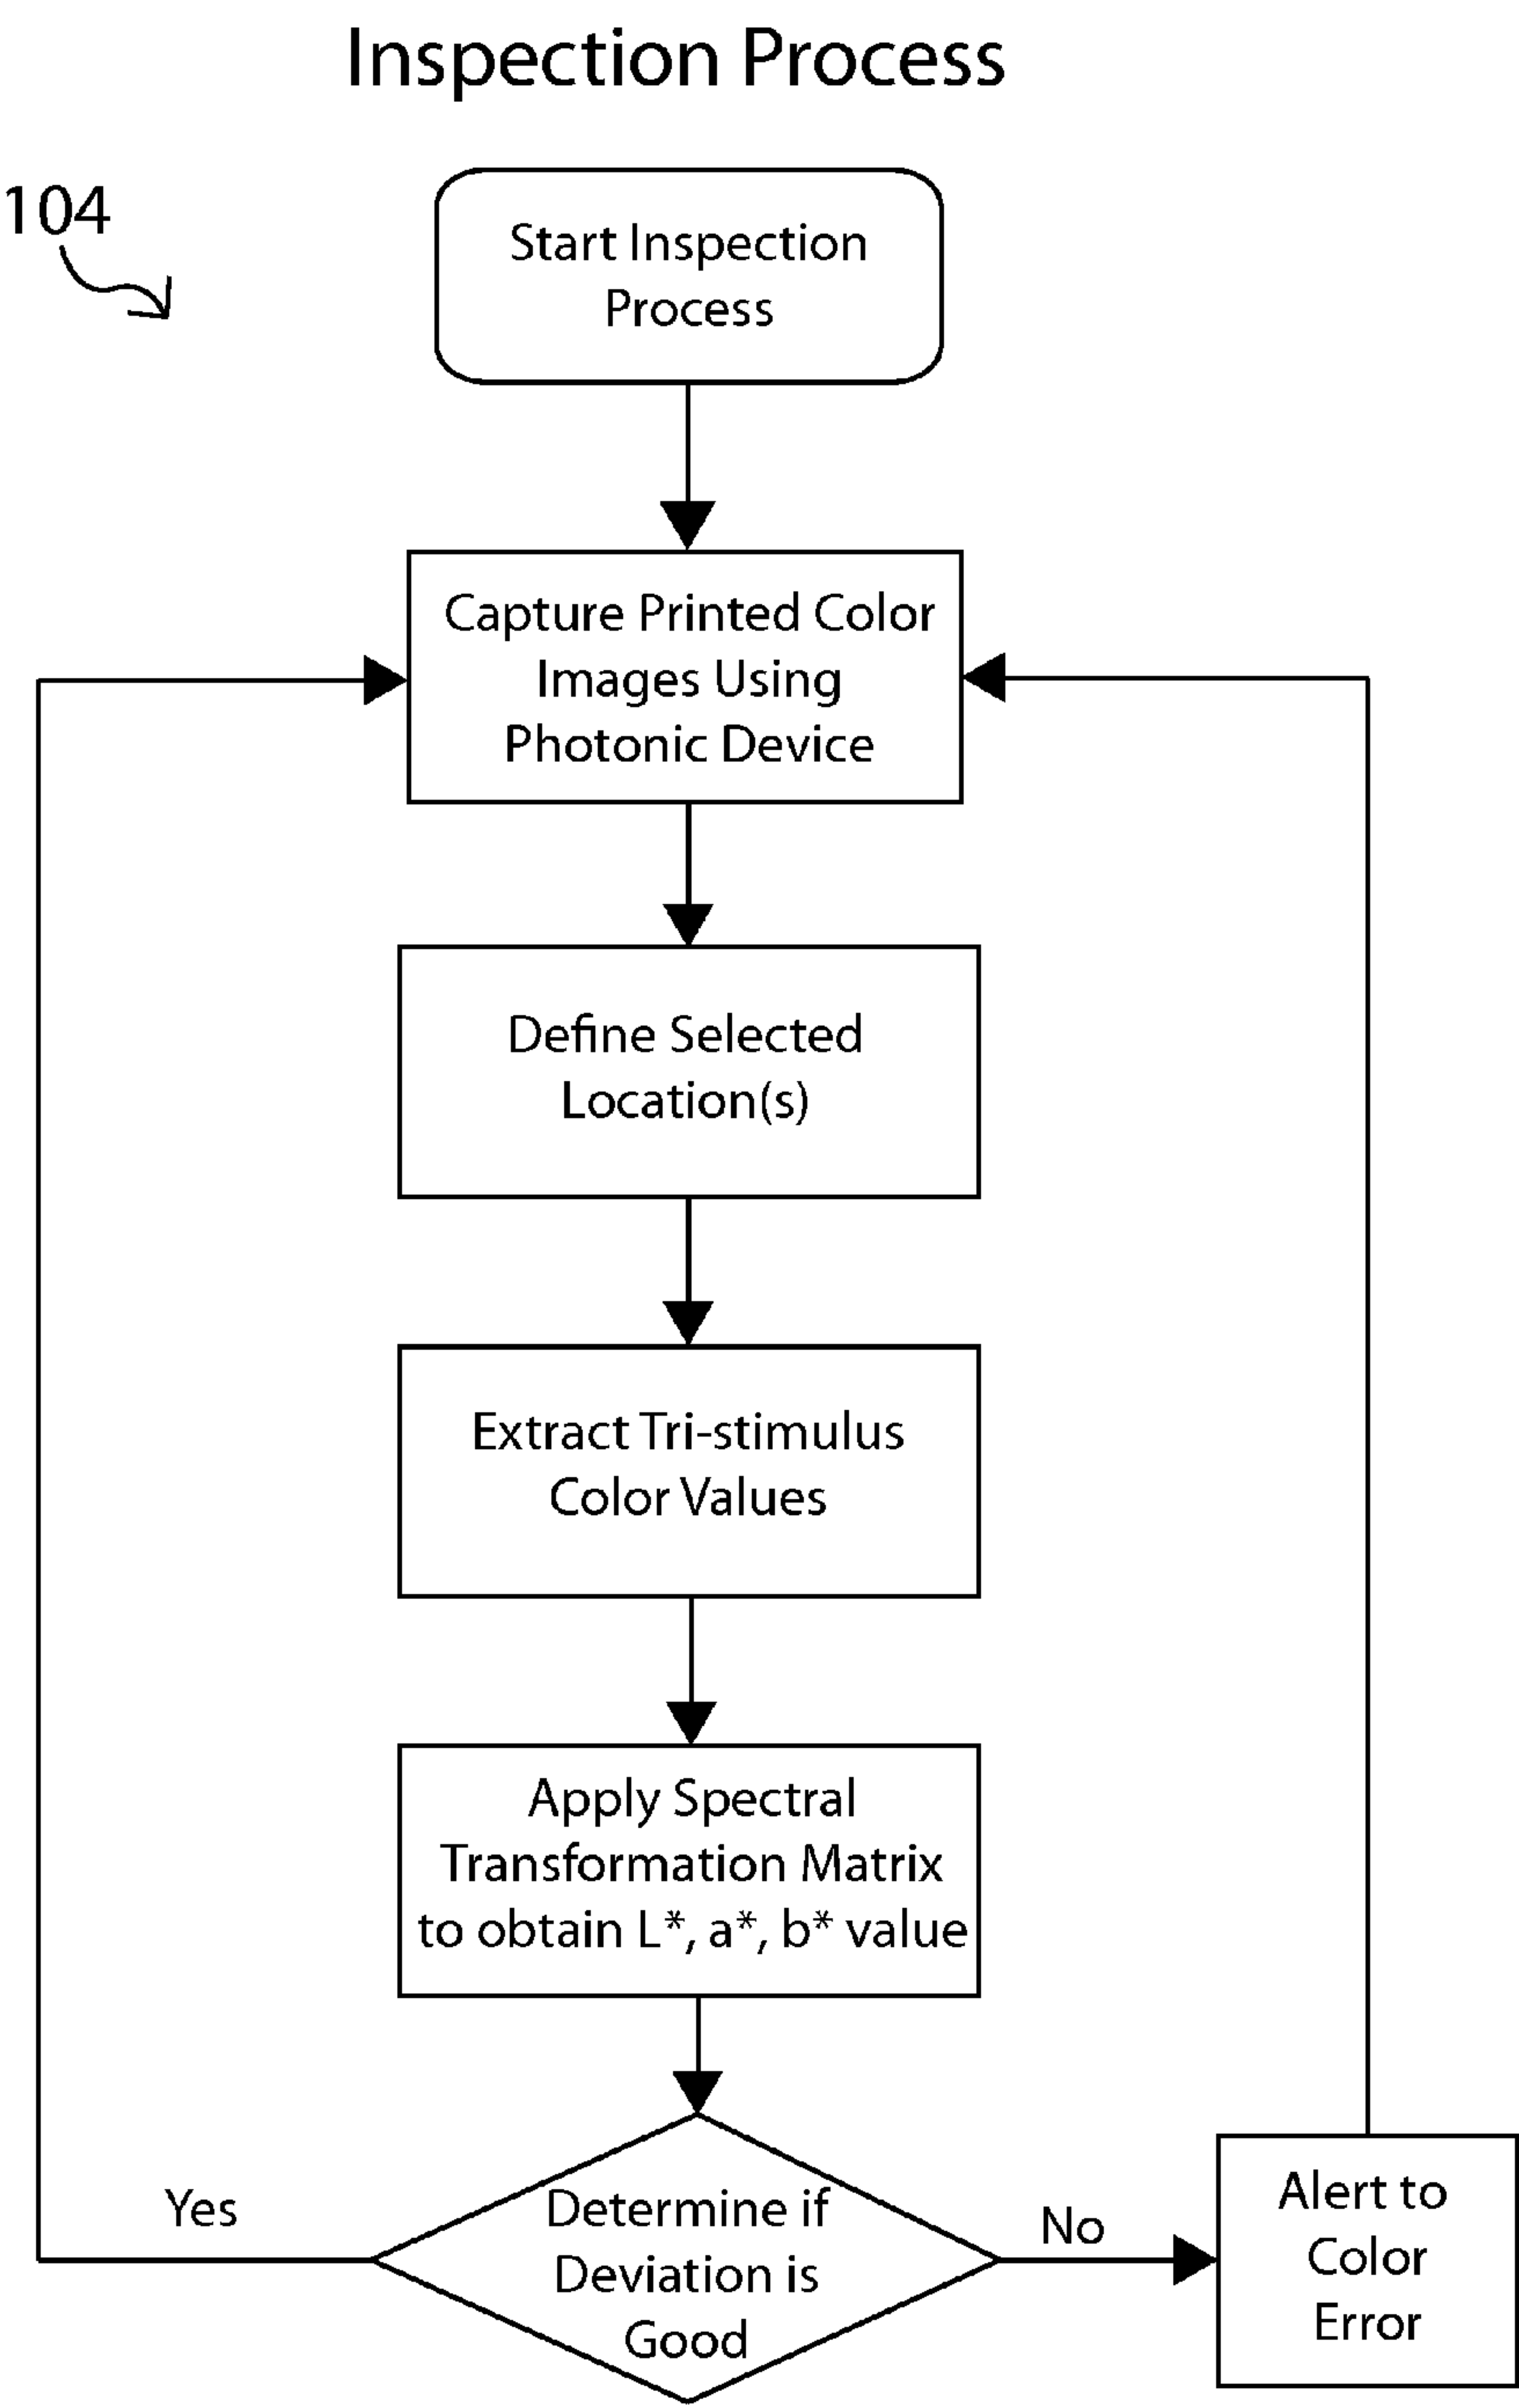 Inspection Process
104
Start Inspection
Process
Capture Printed Color
Images Using
Photonic Device
Define Selected
Location(s)
Extract Tri-stimulus
Color Values
Apply Spectral
Transformation Matrix
to obtain L*, a*, b* value
Yes
Determine if
Deviation is
Good
No
Alert to
Color
Error